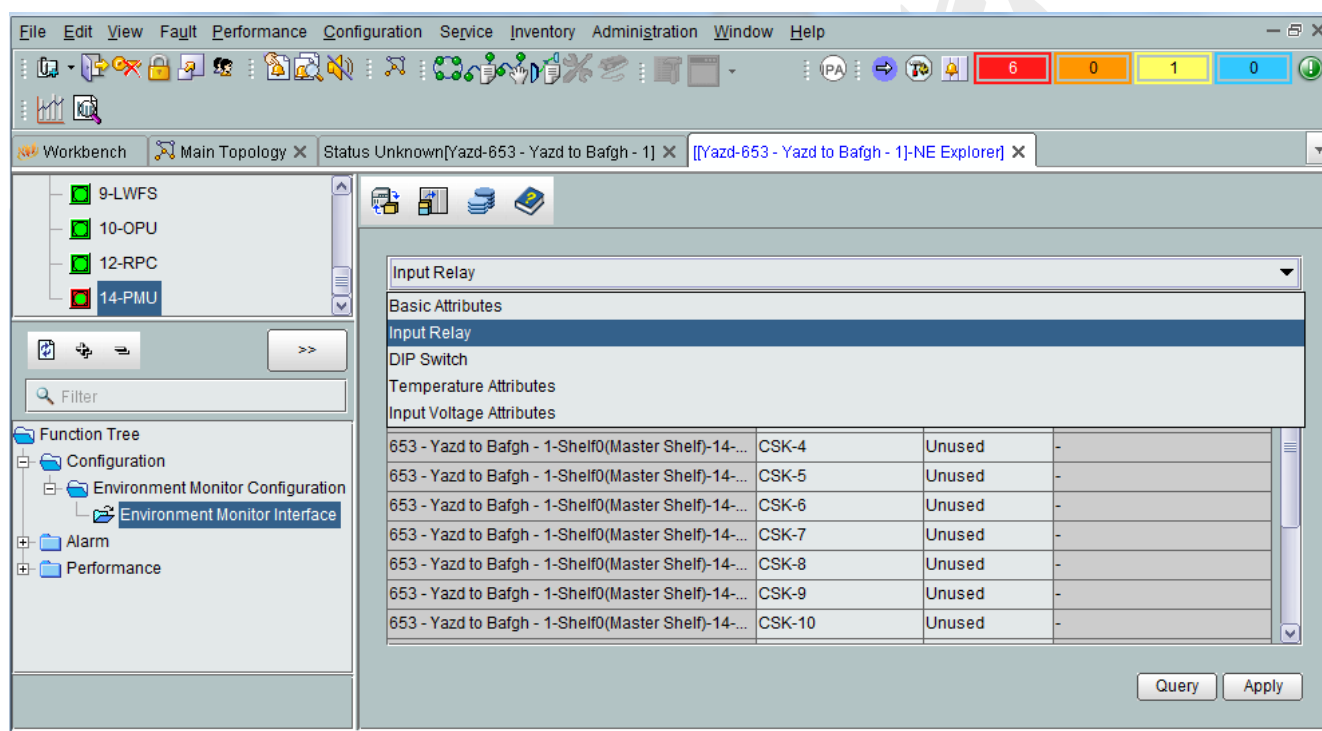 File Edit View Fault Performance Configuration Service Inventory Administration Window Help
PA 6 0 1 0
Workbench Main Topology Status Unknown[Yazd-653 - Yazd to Bafgh - 1] [[Yazd-653 - Yazd to Bafgh - 1]-NE Explorer]
9-LWFS
10-OPU
12-RPC
14-PMU
>>
Filter
Function Tree
Configuration
Environment Monitor Configuration
Environment Monitor Interface
Alarm
Performance
Input Relay
Basic Attributes
Input Relay
DIP Switch
Temperature Attributes
Input Voltage Attributes
653 - Yazd to Bafgh - 1-Shelf0(Master Shelf)-14-... CSK-4 Unused -
653 - Yazd to Bafgh - 1-Shelf0(Master Shelf)-14-... CSK-5 Unused -
653 - Yazd to Bafgh - 1-Shelf0(Master Shelf)-14-... CSK-6 Unused -
653 - Yazd to Bafgh - 1-Shelf0(Master Shelf)-14-... CSK-7 Unused -
653 - Yazd to Bafgh - 1-Shelf0(Master Shelf)-14-... CSK-8 Unused -
653 - Yazd to Bafgh - 1-Shelf0(Master Shelf)-14-... CSK-9 Unused -
653 - Yazd to Bafgh - 1-Shelf0(Master Shelf)-14-... CSK-10 Unused -
Query Apply